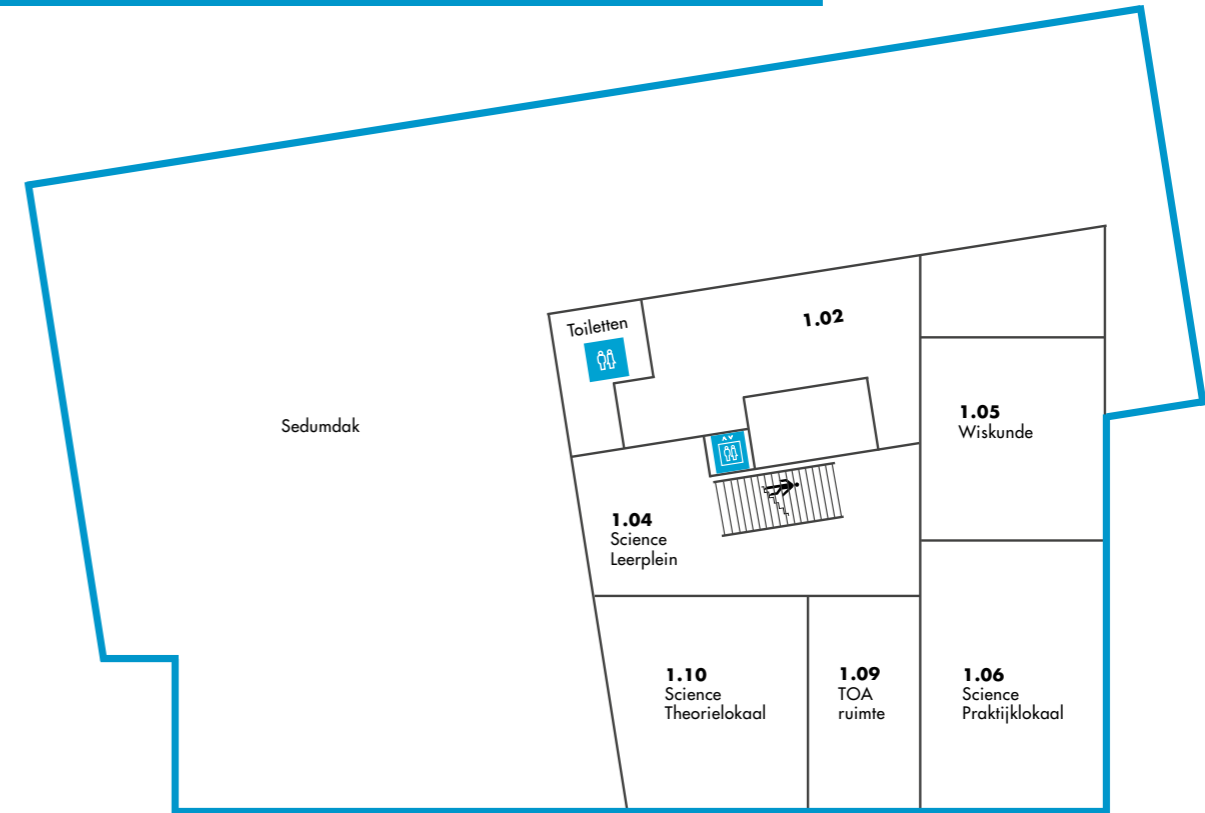 Toiletten
1.02
Sedumdak
1.05
Wiskunde
1.04
Science
Leerplein
1.10
Science
Theorielokaal
1.09
TOA
ruimte
1.06
Science
Praktijklokaal